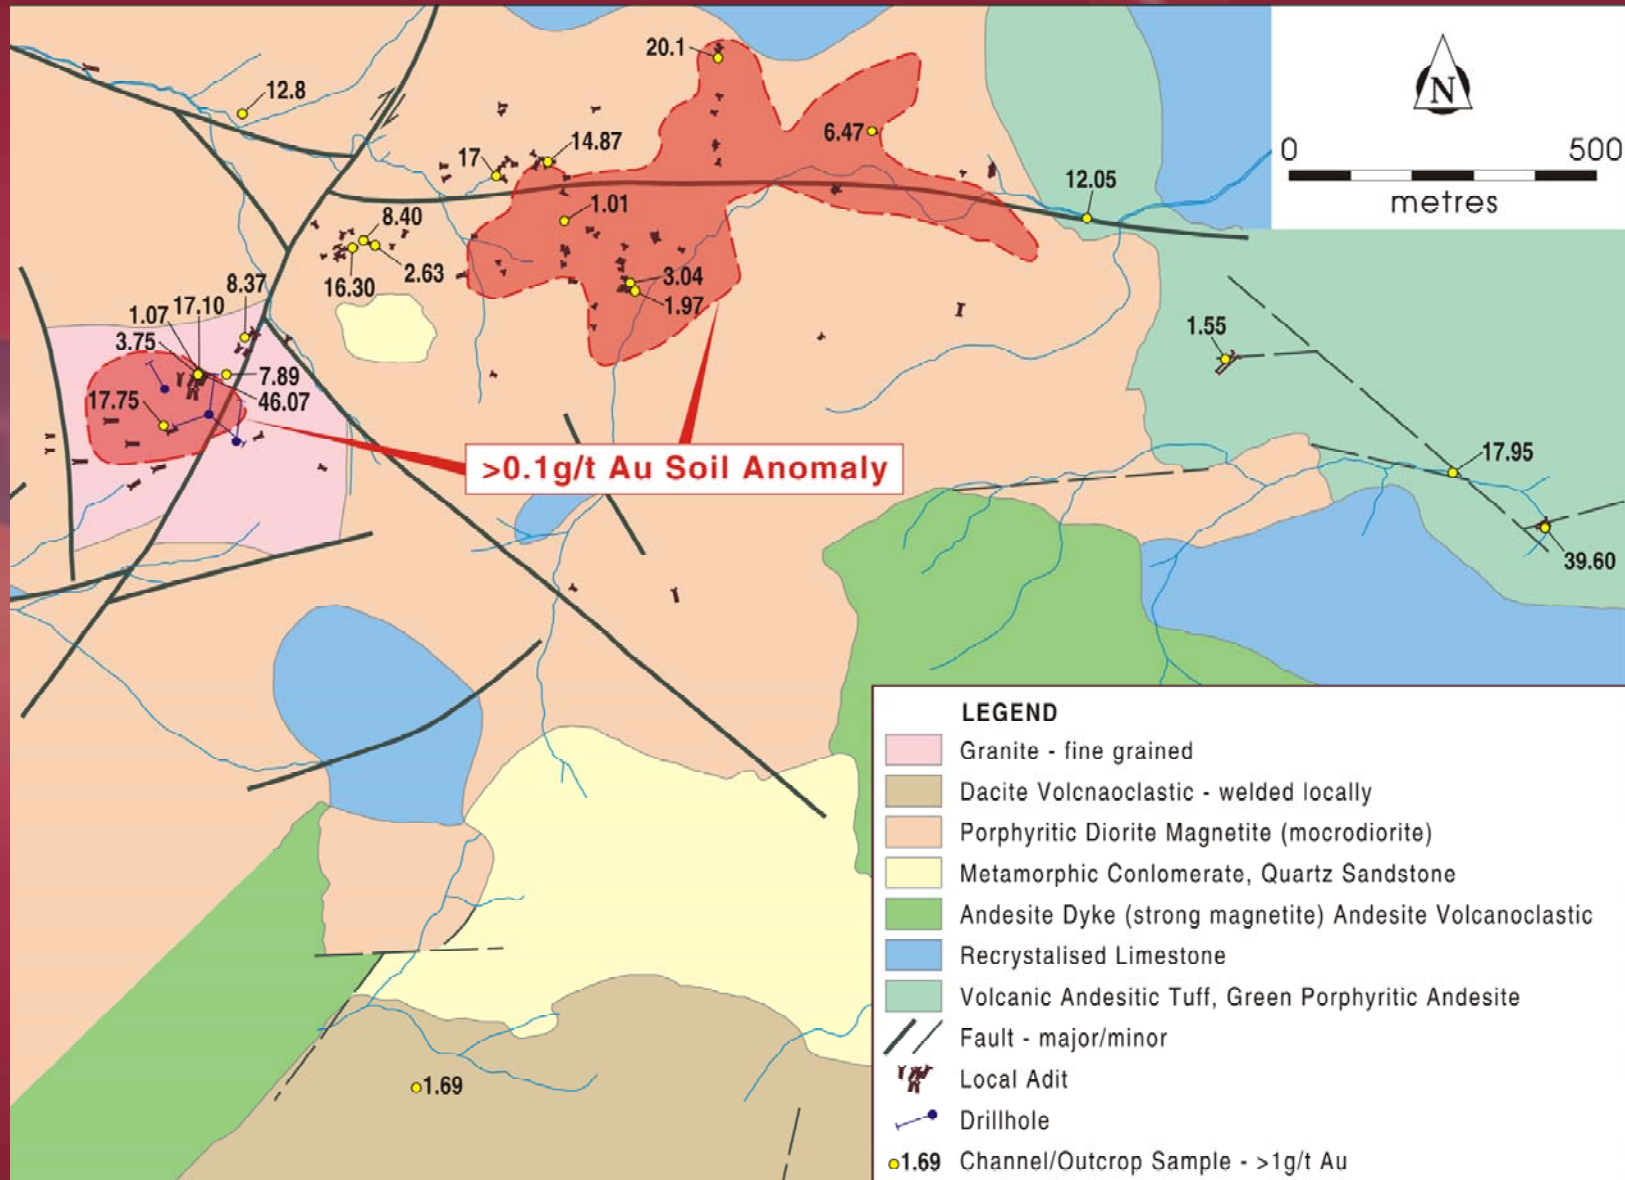 20.1
12.8
N
14.87
6.47
17
0 500
metres
12.05
1.01
8.40
2.63
16.30
3.04
1.97
8.37
1.07 17.10
3.75
1.55
7.89
46.07
17.75
>0.1g/t Au Soil Anomaly
17.95
39.60
LEGEND
Granite - fine grained
Dacite Volcnaoclastic - welded locally
Porphyritic Diorite Magnetite (mocrodiorite)
Metamorphic Conlomerate, Quartz Sandstone
Andesite Dyke (strong magnetite) Andesite Volcanoclastic
Recrystalised Limestone
Volcanic Andesitic Tuff, Green Porphyritic Andesite
Fault - major/minor
Local Adit
Drillhole
1.69
1.69 Channel/Outcrop Sample - >1g/t Au